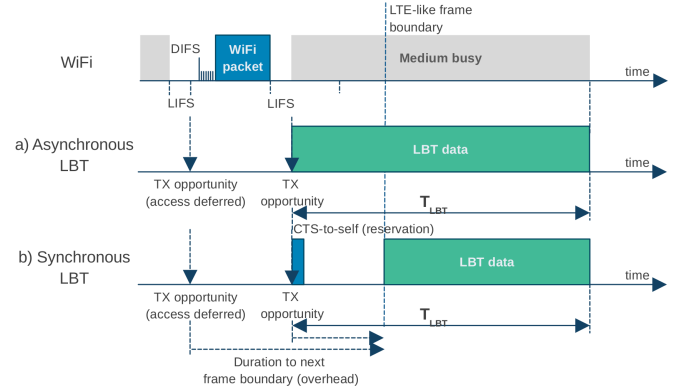 LTE-like frame
boundary
DIFS
WiFi
packet
WiFi
Medium busy
time
LIFS
LIFS
a) Asynchronous
LBT
LBT data
time
TX opportunity
(access deferred)
TX
opportunity
TLBT
CTS-to-self (reservation)
b) Synchronous
LBT
LBT data
time
TX opportunity
(access deferred)
TX
opportunity
TLBT
Duration to next
frame boundary (overhead)